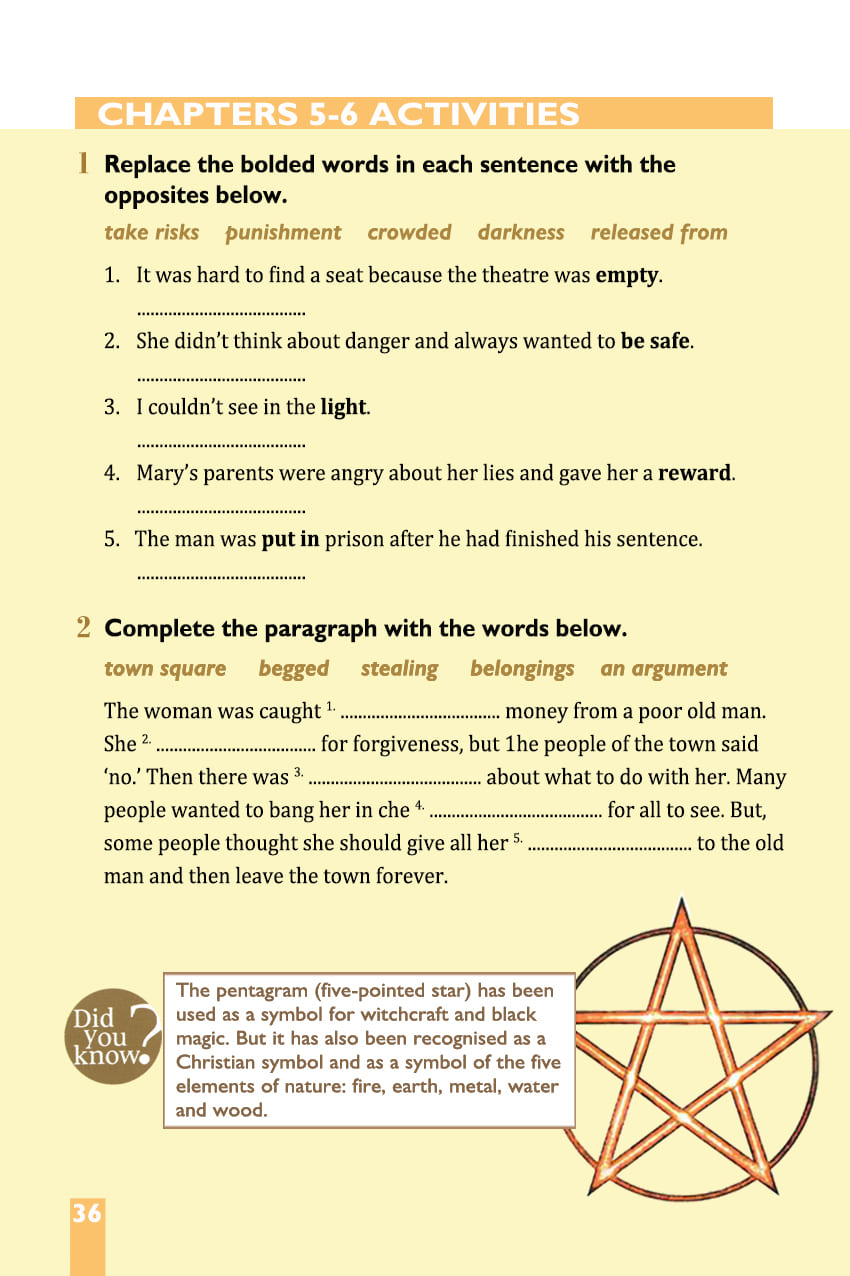 CHAPTERS 5-6 ACTIVITIES
1 Replace the bolded words in each sentence with the
opposites below.
take risks punishment crowded darkness released from
1. It was hard to find a seat because the theatre was empty.
......................................
2. She didn't think about danger and always wanted to be safe.
......................................
3. I couldn't see in the light.
......................................
4. Mary's parents were angry about her lies and gave her a reward.
......................................
5. The man was put in prison after he had finished his sentence.
......................................
2 Complete the paragraph with the words below.
town square begged stealing belongings an argument
The woman was caught 1. .................................... money from a poor old man.
She 2. .................................... for forgiveness, but 1he people of the town said
'no.' Then there was 3. ....................................... about what to do with her. Many
people wanted to bang her in che 4. ....................................... for all to see. But,
some people thought she should give all her 5. ..................................... to the old
man and then leave the town forever.
Did
You
know?
The pentagram (five-pointed star) has been
used as a symbol for witchcraft and black
magic. But it has also been recognised as a
Christian symbol and as a symbol of the five
elements of nature: fire, earth, metal, water
and wood.
36